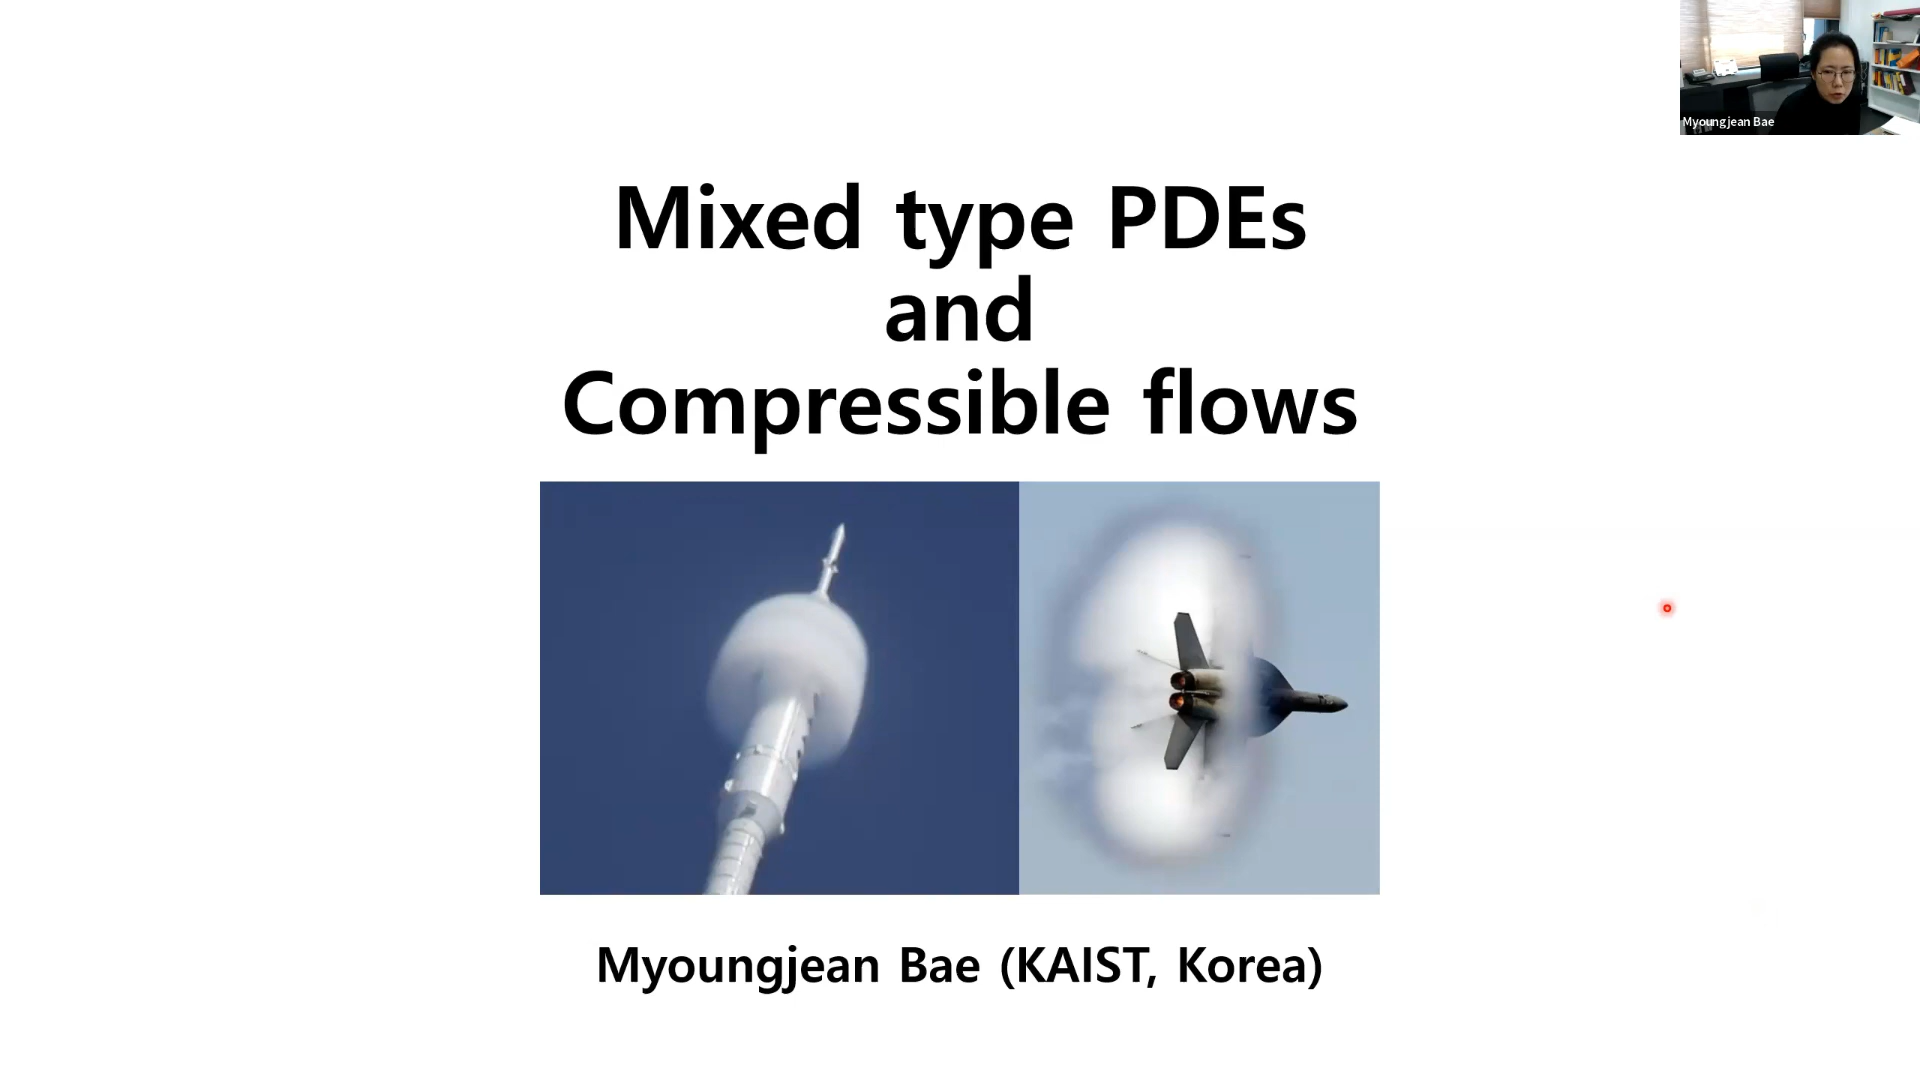 Myoungjean Bae
Mixed type PDEs
and
Compressible flows
Myoungjean Bae (KAIST, Korea)